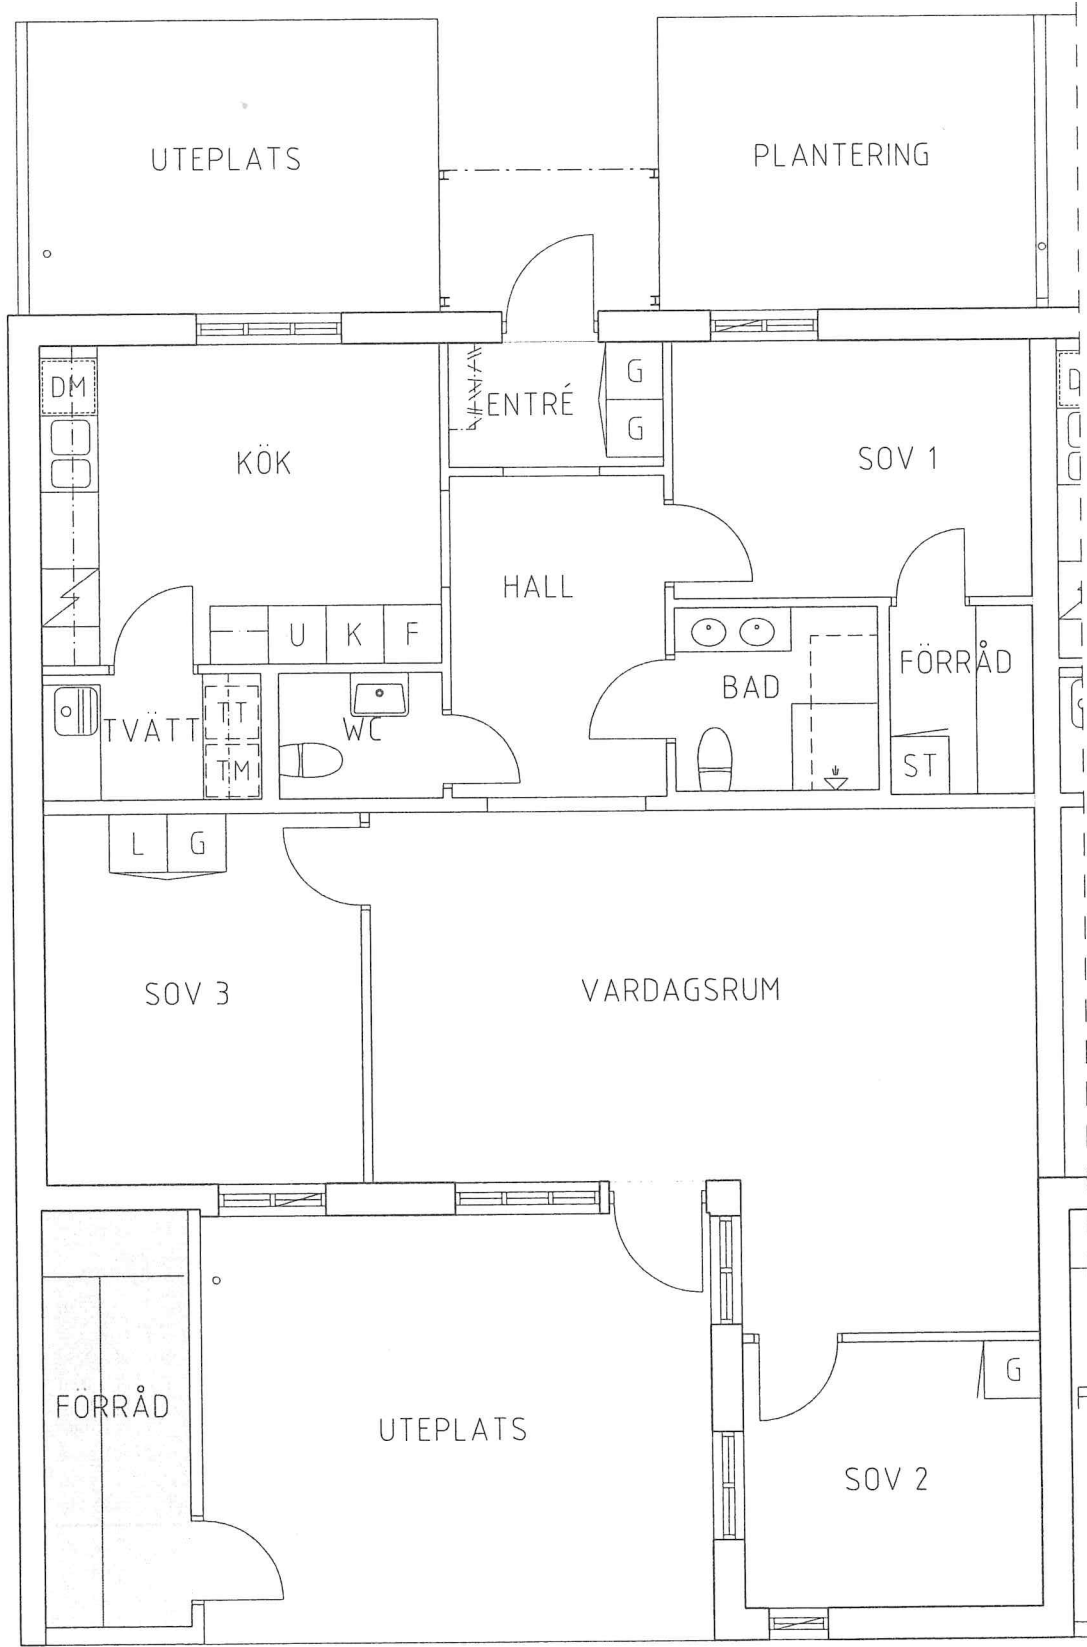 UTEPLATS
PLANTERING
DM
ENTRÉ
G
G
D
KÖK
SOV 1
HALL
U
K
F
FÖRRÅD
BAD
TVÄTT
TT
TM
WC
ST
L
G
SOV 3
VARDAGSRUM
G
FÖRRÅD
UTEPLATS
SOV 2
F